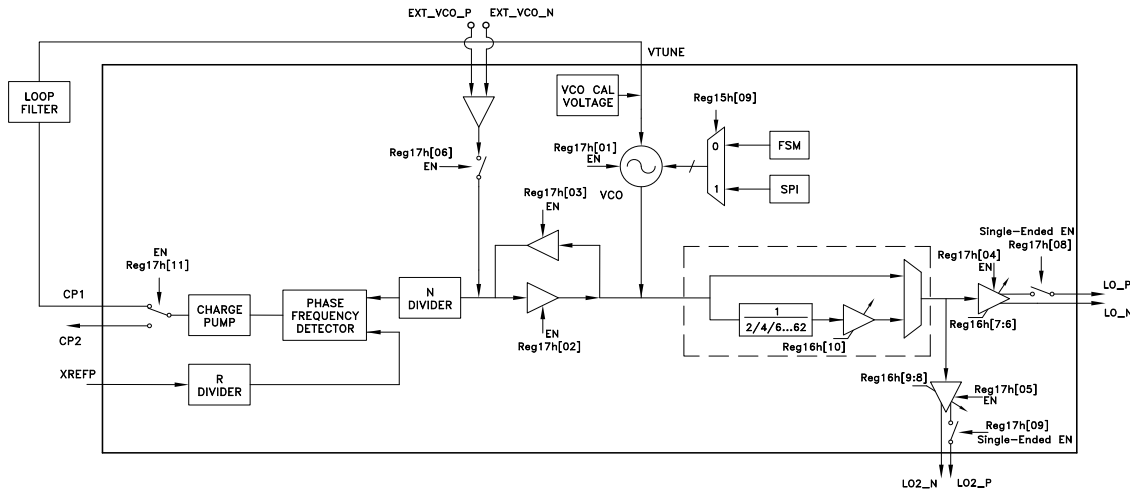 EXT_VCO_P EXT_VCO_N
VTUNE
LOOP
FILTER
VCO CAL
VOLTAGE
Reg15h[09]
0
1
FSM
SPI
Reg17h[06]
EN
Reg17h[01]
EN
VCO
Reg17h[03]
EN
EN
Reg17h[11]
CP1
CP2
CHARGE
PUMP
PHASE
FREQUENCY
DETECTOR
N
DIVIDER
EN
Reg17h[02]
XREFP
R
DIVIDER
1
2/4/6...62
Reg16h[10]
Single-Ended EN
Reg17h[08]
Reg17h[04]
EN
Reg16h[7:6]
LO_P
LO_N
Reg16h[9:8]
Reg17h[05]
EN
Reg17h[09]
Single-Ended EN
LO2_N LO2_P